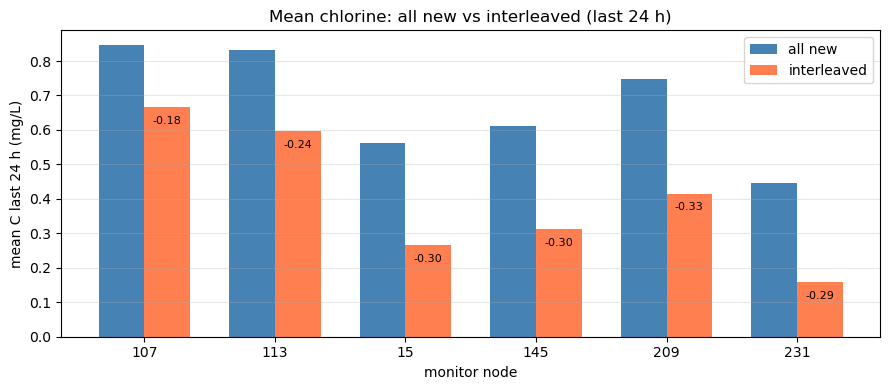 Mean chlorine: all new vs interleaved (last 24 h)
all new
interleaved
mean C last 24 h (mg/L)
0.8
0.7
0.6
0.5
0.4
0.3
0.2
0.1
0.0
-0.18
-0.24
-0.30
-0.30
-0.33
-0.29
107 113 15 145 209 231
monitor node